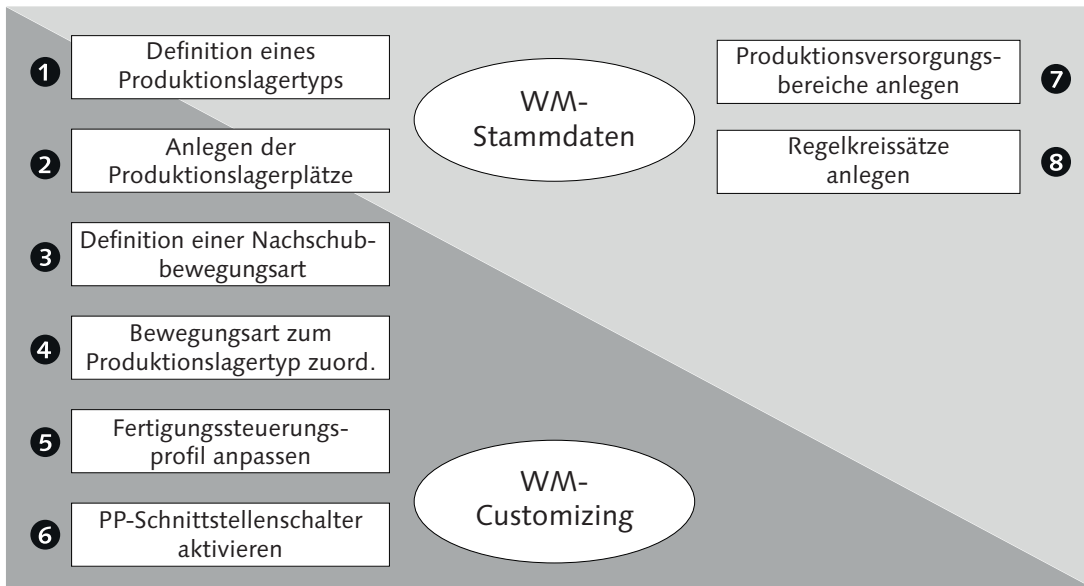 1 Definition eines
Produktionslagertyps
2 Anlegen der
Produktionslagerplätze
3 Definition einer Nachschub-
bewegungsart
4 Bewegungsart zum
Produktionslagertyp zuord.
5 Fertigungssteuerungs-
profil anpassen
6 PP-Schnittstellenschalter
aktivieren
WM-
Stammdaten
WM-
Customizing
Produktionsversorgungs-
bereiche anlegen 7
Regelkreissätze
anlegen 8